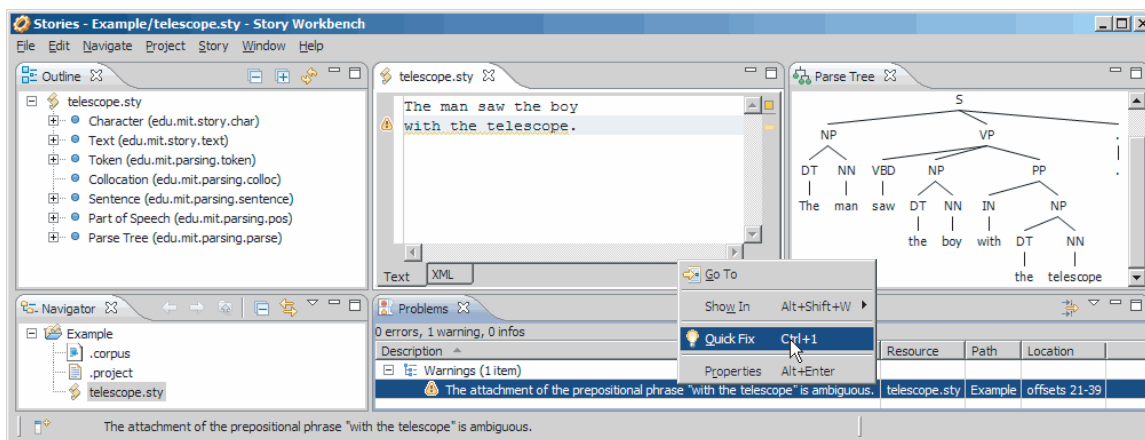 Stories - Example/telescope.sty - Story Workbench
File Edit Navigate Project Story Window Help
Outline
telescope.sty
Character (edu.mit.story.char)
Text (edu.mit.story.text)
Token (edu.mit.parsing.token)
Collocation (edu.mit.parsing.colloc)
Sentence (edu.mit.parsing.sentence)
Part of Speech (edu.mit.parsing.pos)
Parse Tree (edu.mit.parsing.parse)
telescope.sty
The man saw the boy
with the telescope.
Text XML
Parse Tree
S
NP VP .
DT NN VBD NP PP .
The man saw DT NN IN NP
the boy with DT NN
the telescope
Navigator
Example
.corpus
.project
telescope.sty
Problems
0 errors, 1 warning, 0 infos
Description Resource Path Location
Warnings (1 item)
The attachment of the prepositional phrase "with the telescope" is ambiguous. telescope.sty Example offsets 21-39
Go To
Show In Alt+Shift+W
Quick Fix Ctrl+1
Properties Alt+Enter
The attachment of the prepositional phrase "with the telescope" is ambiguous.